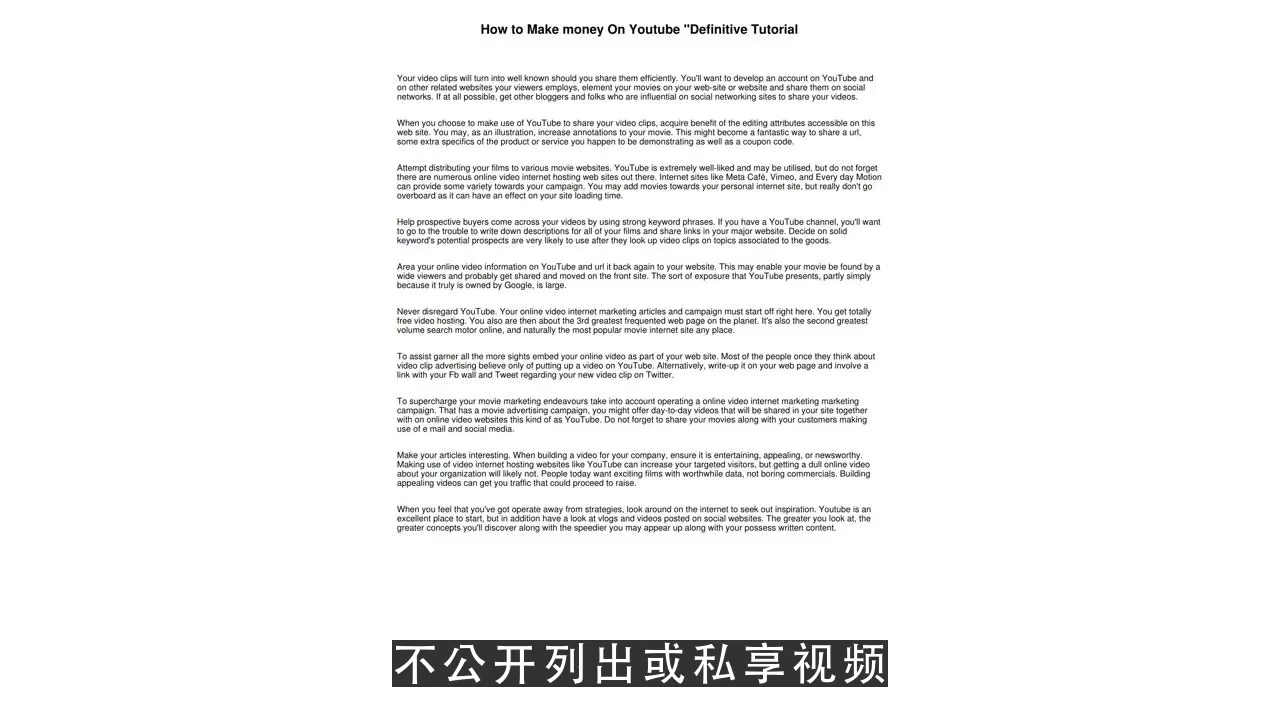 How to Make money On Youtube "Definitive Tutorial
Your video clips will turn into well known should you share them efficiently. You'll want to develop an account on YouTube and
on other related websites your viewers employs, element your movies on your web-site or website and share them on social
networks. If at all possible, get other bloggers and folks who are influential on social networking sites to share your videos.
When you choose to make use of YouTube to share your video clips, acquire benefit of the editing attributes accessible on this
web site. You may, as an illustration, increase annotations to your movie. This might become a fantastic way to share a url,
some extra specifics of the product or service you happen to be demonstrating as well as a coupon code.
Attempt distributing your films to various movie websites. YouTube is extremely well-liked and may be utilised, but do not forget
there are numerous online video internet hosting web sites out there. Internet sites like Meta Café, Vimeo, and Every day Motion
can provide some variety towards your campaign. You may add movies towards your personal internet site, but really don't go
overboard as it can have an effect on your site loading time.
Help prospective buyers come across your videos by using strong keyword phrases. If you have a YouTube channel, you'll want
to go to the trouble to write down descriptions for all of your films and share links in your major website. Decide on solid
keyword's potential prospects are very likely to use after they look up video clips on topics associated to the goods.
Area your online video information on YouTube and url it back again to your website. This may enable your movie be found by a
wide viewers and probably get shared and moved on the front site. The sort of exposure that YouTube presents, partly simply
because it truly is owned by Google, is large.
Never disregard YouTube. Your online video internet marketing articles and campaign must start off right here. You get totally
free video hosting. You also are then about the 3rd greatest frequented web page on the planet. It's also the second greatest
volume search motor online, and naturally the most popular movie internet site any place.
To assist garner all the more sights embed your online video as part of your web site. Most of the people once they think about
video clip advertising believe only of putting up a video on YouTube. Alternatively, write-up it on your web page and involve a
link with your Fb wall and Tweet regarding your new video clip on Twitter.
To supercharge your movie marketing endeavours take into account operating a online video internet marketing marketing
campaign. That has a movie advertising campaign, you might offer day-to-day videos that will be shared in your site together
with on online video websites this kind of as YouTube. Do not forget to share your movies along with your customers making
use of e mail and social media.
Make your articles interesting. When building a video for your company, ensure it is entertaining, appealing, or newsworthy.
Making use of video internet hosting websites like YouTube can increase your targeted visitors, but getting a dull online video
about your organization will likely not. People today want exciting films with worthwhile data, not boring commercials. Building
appealing videos can get you traffic that could proceed to raise.
When you feel that you've got operate away from strategies, look around on the internet to seek out inspiration. Youtube is an
excellent place to start, but in addition have a look at vlogs and videos posted on social websites. The greater you look at, the
greater concepts you'll discover along with the speedier you may appear up along with your possess written content.
不公开列出或私享视频